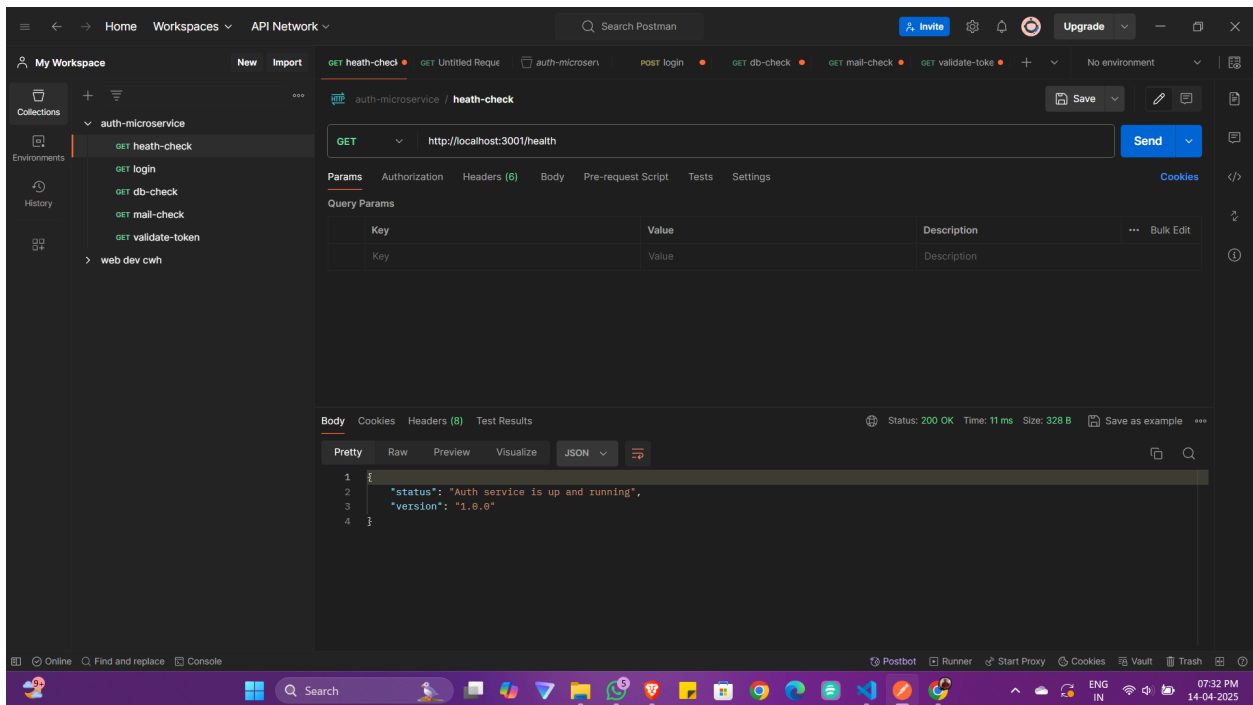 Home Workspaces API Network Search Postman Invite Upgrade
My Workspace New Import GET heath-check GET Untitled Reque auth-microserv POST login GET db-check GET mail-check GET validate-toke No environment
Collections
Environments
History
auth-microservice
GET heath-check
GET login
GET db-check
GET mail-check
GET validate-token
web dev cwh
HTTP auth-microservice / heath-check Save
GET http://localhost:3001/health Send
Params Authorization Headers (6) Body Pre-request Script Tests Settings Cookies
Query Params
Key Value Description Bulk Edit
Key Value Description
Body Cookies Headers (8) Test Results Status: 200 OK Time: 11 ms Size: 328 B Save as example
Pretty Raw Preview Visualize JSON
1 {
2 "status": "Auth service is up and running",
3 "version": "1.0.0"
4 }
Online Find and replace Console Postbot Runner Start Proxy Cookies Vault Trash
9+ Search 5 ENG 07:32 PM
IN 14-04-2025